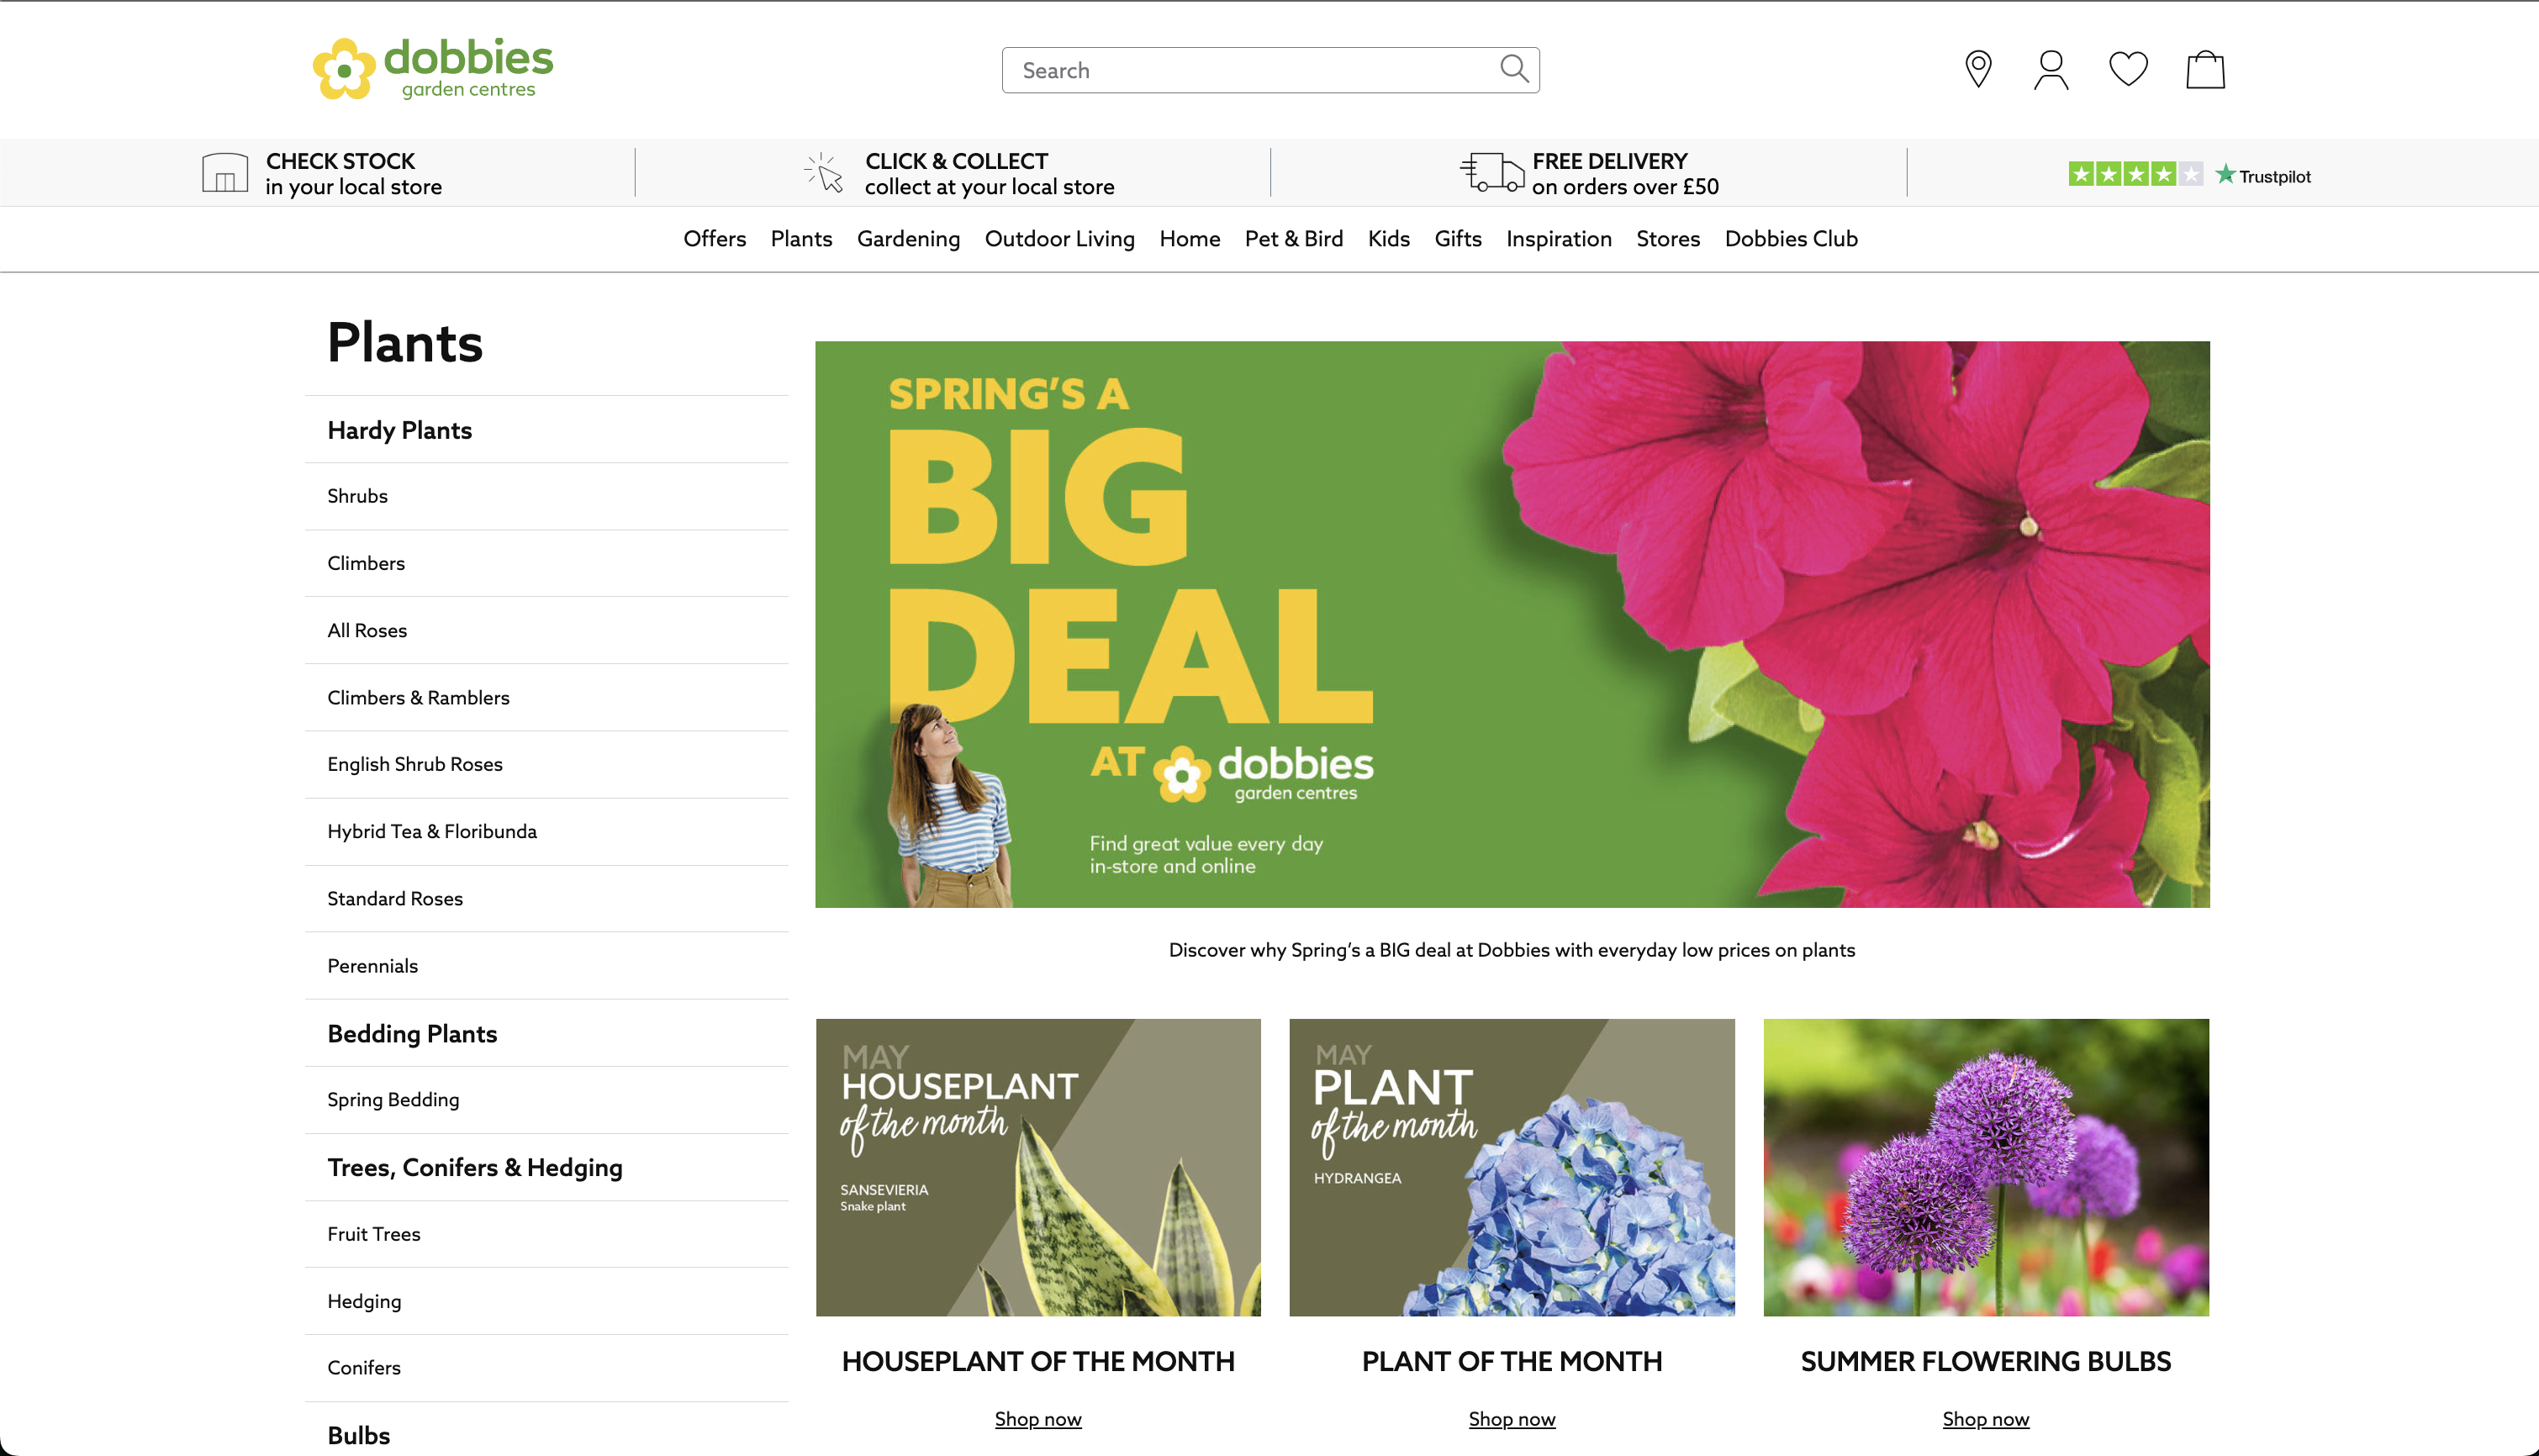 dobbies
garden centres
Search
CHECK STOCK
in your local store
CLICK & COLLECT
collect at your local store
FREE DELIVERY
on orders over £50
Trustpilot
Offers Plants Gardening Outdoor Living Home Pet & Bird Kids Gifts Inspiration Stores Dobbies Club
Plants
Hardy Plants
Shrubs
Climbers
All Roses
Climbers & Ramblers
English Shrub Roses
Hybrid Tea & Floribunda
Standard Roses
Perennials
Bedding Plants
Spring Bedding
Trees, Conifers & Hedging
Fruit Trees
Hedging
Conifers
Bulbs
SPRING'S A
BIG
DEAL
AT dobbies
garden centres
Find great value every day
in-store and online
Discover why Spring's a BIG deal at Dobbies with everyday low prices on plants
MAY
HOUSEPLANT
of the month
SANSEVIERIA
Snake plant
HOUSEPLANT OF THE MONTH
Shop now
MAY
PLANT
of the month
HYDRANGEA
PLANT OF THE MONTH
Shop now
SUMMER FLOWERING BULBS
Shop now